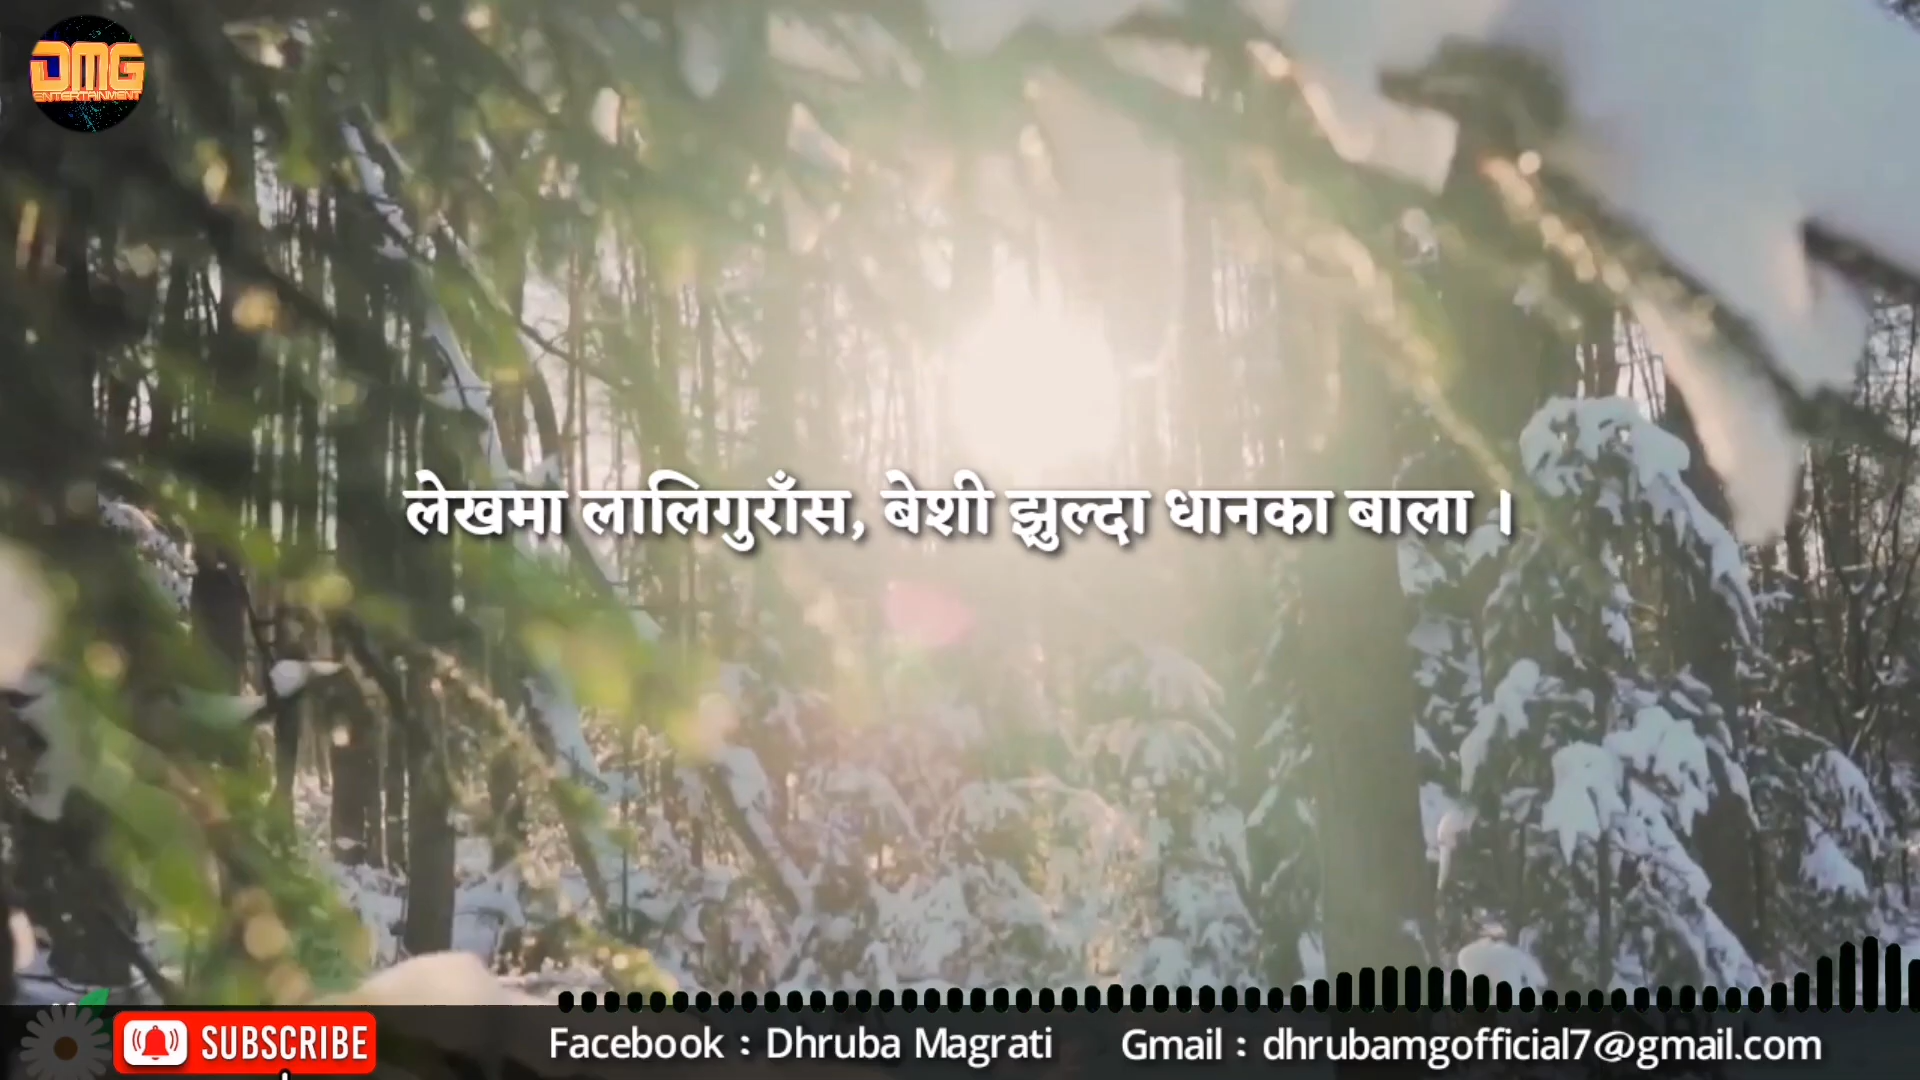 DMG
ENTERTAINMENT
लेखमा लालिगुराँस, बेशी झुल्दा धानका बाला ।
SUBSCRIBE
Facebook : Dhruba Magrati
Gmail : dhrubamgofficial7@gmail.com